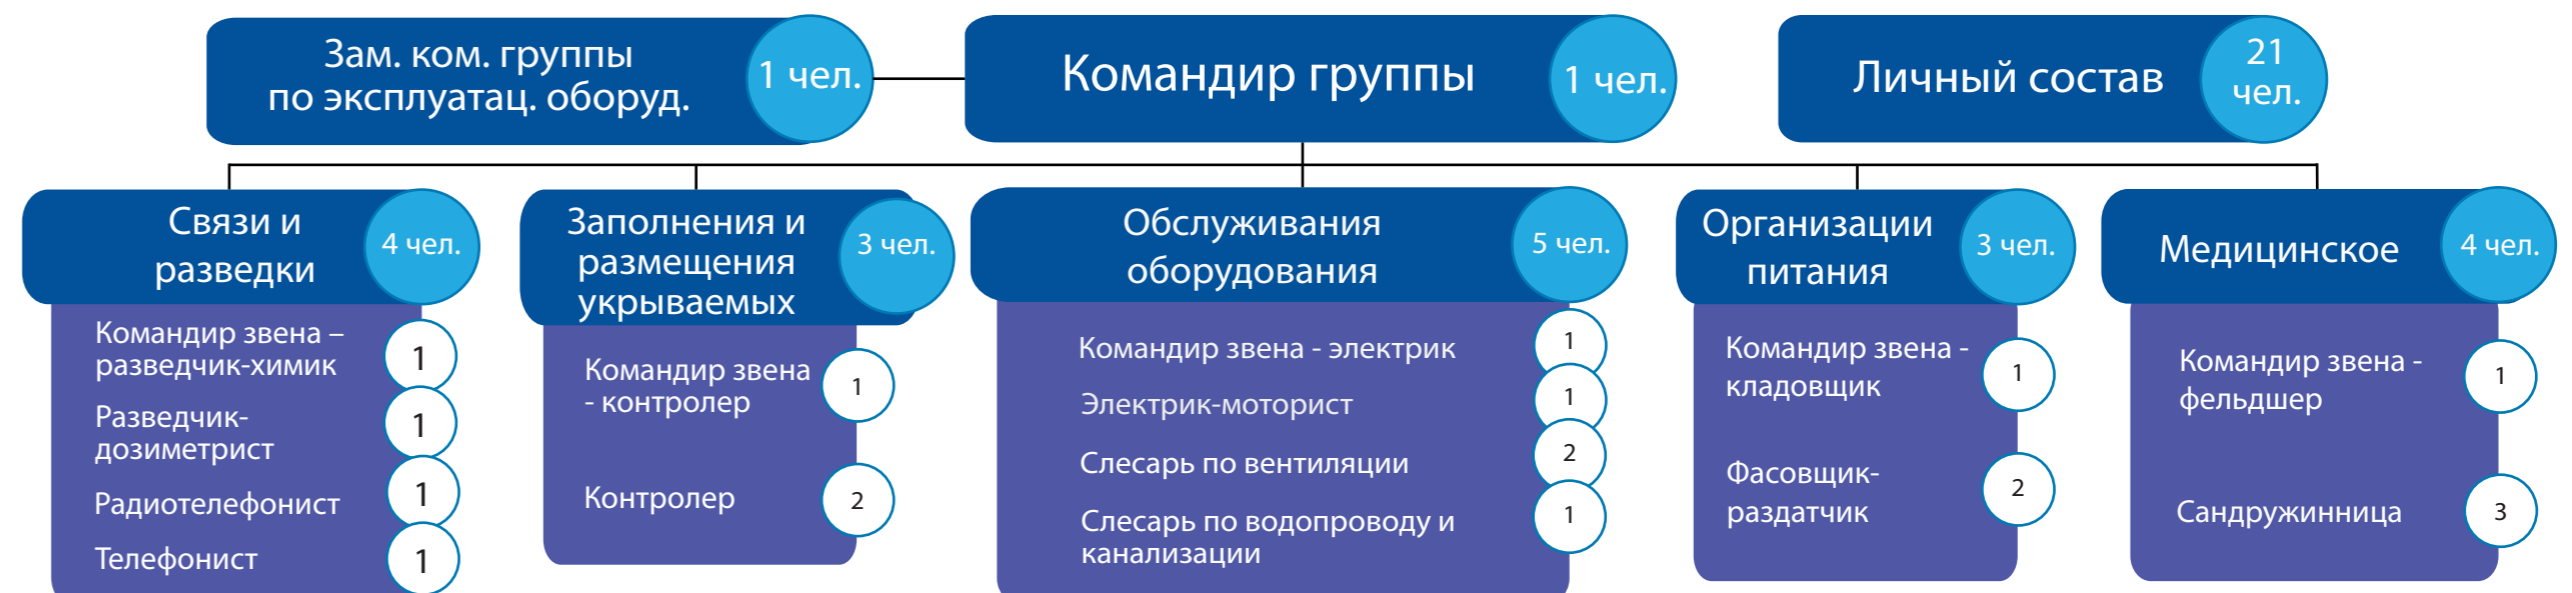 Зам. ком. группы
по эксплуатац. оборуд.
1 чел.
Командир группы
1 чел.
Личный состав
21
чел.
Связи и
разведки
4 чел.
Командир звена –
разведчик-химик
1
Разведчик-
дозиметрист
1
Радиотелефонист
1
Телефонист
1
Заполнения и
размещения
укрываемых
3 чел.
Командир звена
- контролер
1
Контролер
2
Обслуживания
оборудования
5 чел.
Командир звена - электрик
1
Электрик-моторист
1
Слесарь по вентиляции
2
Слесарь по водопроводу и
канализации
1
Организации
питания
3 чел.
Командир звена -
кладовщик
1
Фасовщик-
раздатчик
2
Медицинское
4 чел.
Командир звена -
фельдшер
1
Сандружинница
3